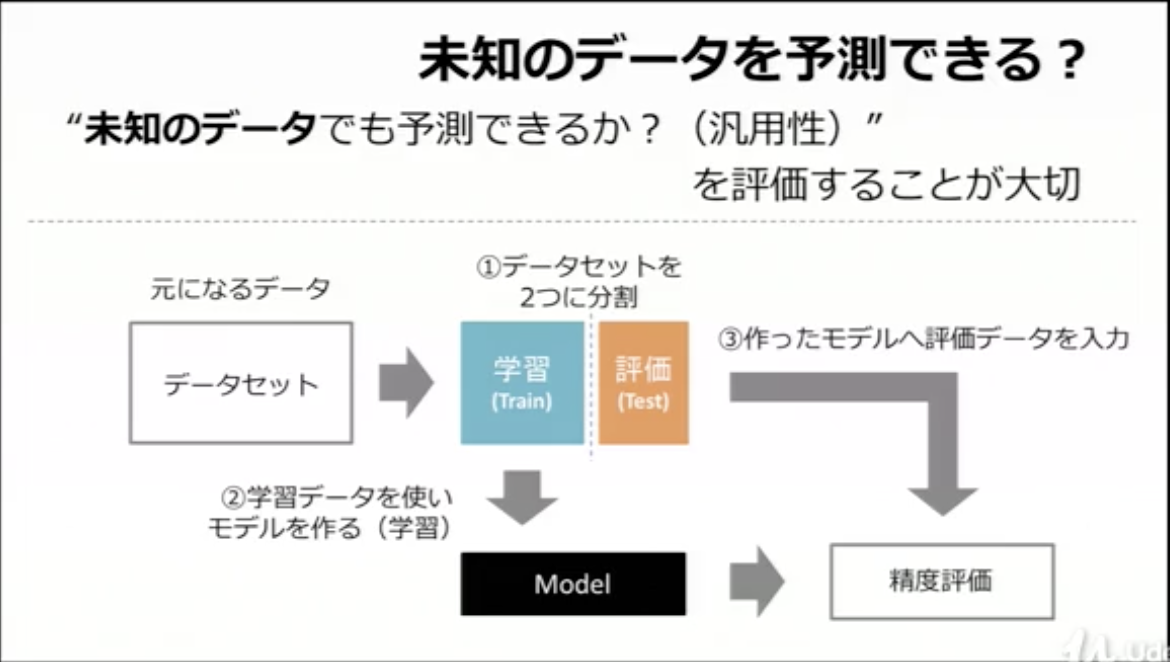 未知のデータを予測できる？
“未知のデータでも予測できるか？（汎用性）”
を評価することが大切
元になるデータ
データセット
①データセットを
2つに分割
学習
(Train)
評価
(Test)
③作ったモデルへ評価データを入力
②学習データを使い
モデルを作る（学習）
Model
精度評価